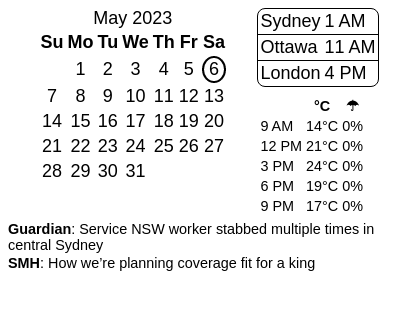 May 2023
Su Mo Tu We Th Fr Sa
1 2 3 4 5 6
7 8 9 10 11 12 13
14 15 16 17 18 19 20
21 22 23 24 25 26 27
28 29 30 31
Sydney 1 AM
Ottawa 11 AM
London 4 PM
°C ☂
9 AM 14°C 0%
12 PM 21°C 0%
3 PM 24°C 0%
6 PM 19°C 0%
9 PM 17°C 0%
Guardian: Service NSW worker stabbed multiple times in
central Sydney
SMH: How we're planning coverage fit for a king